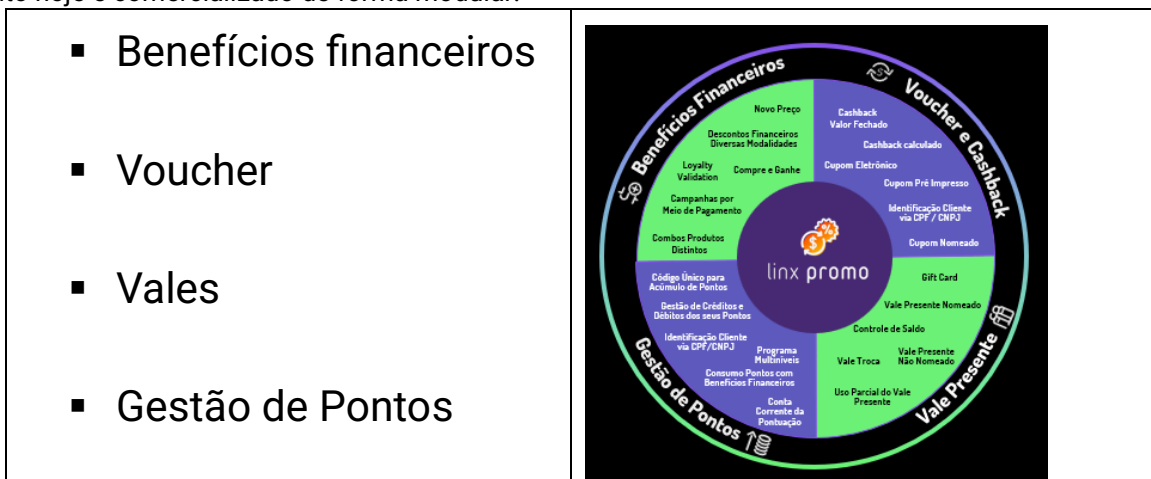 Benefícios financeiros
Voucher
Vales
Gestão de Pontos
Benefícios Financeiros
Novo Preço
Descontos Financeiros
Diversas Modalidades
Loyalty
Validation
Compre e Ganhe
Campanhas por
Meio de Pagamento
Combos Produtos
Distintos
Voucher e Cashback
Cashback
Valor Fechado
Cashback calculado
Cupom Eletrônico
Cupom Pré Impresso
Identificação Cliente
via CPF / CNPJ
Cupom Nomeado
linx promo
Código Único para
Acúmulo de Pontos
Gestão de Créditos e
Débitos dos seus Pontos
Identificação Cliente
via CPF/CNPJ
Programa
Multiníveis
Consumo Pontos com
Benefícios Financeiros
Conta
Corrente da
Pontuação
Gestão de Pontos
Gift Card
Vale Presente Nomeado
Controle de Saldo
Vale Troca
Vale Presente
Não Nomeado
Uso Parcial do Vale
Presente
Vale Presente